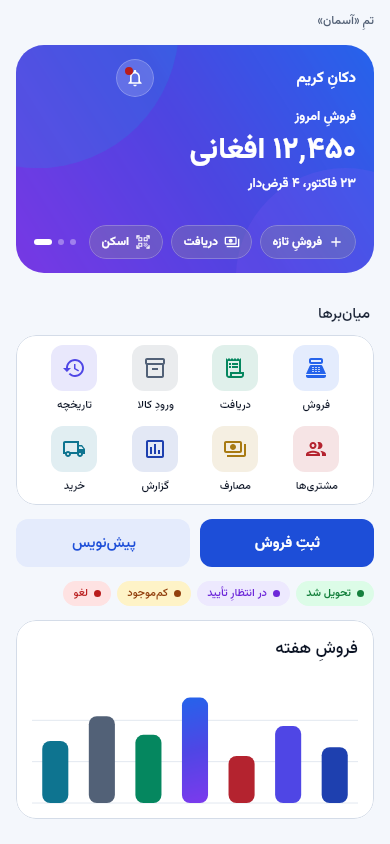 تمِ «آسمان»
دکانِ کریم
فروشِ امروز
۱۲,۴۵۰ افغانی
۲۳ فاکتور، ۴ قرض‌دار
فروشِ تازه
دریافت
اسکن
میان‌برها
فروش
دریافت
ورودِ کالا
تاریخچه
مشتری‌ها
مصارف
گزارش
خرید
ثبتِ فروش
پیش‌نویس
تحویل شد
در انتظارِ تأیید
کم‌موجود
لغو
فروشِ هفته